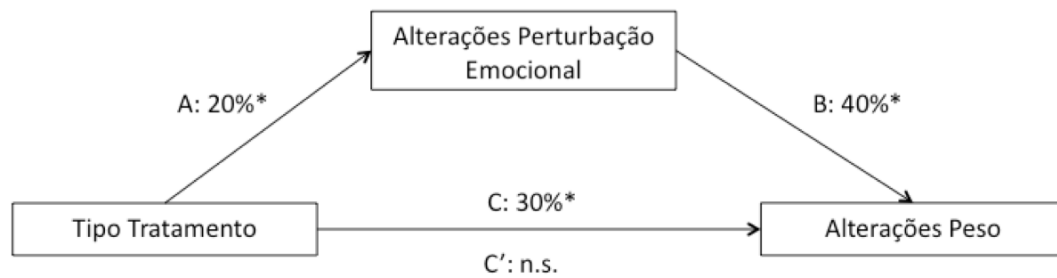 Alterações Perturbação
Emocional
A: 20%*
B: 40%*
C: 30%*
Tipo Tratamento
Alterações Peso
C’: n.s.